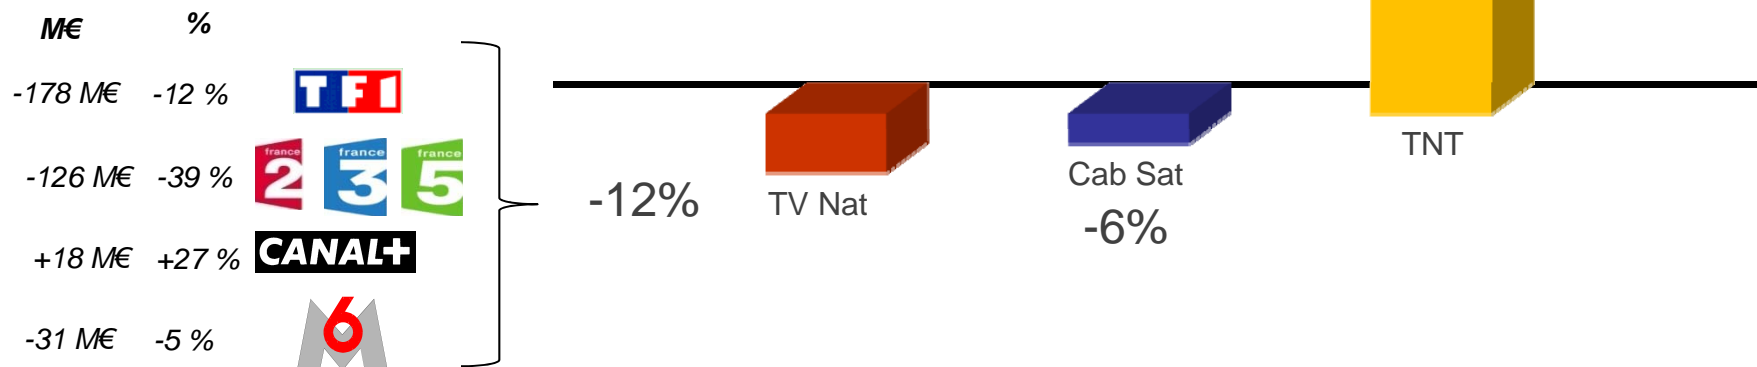 M€ %
-178 M€ -12 % TF1
-126 M€ -39 % france 2 france 3 france 5
+18 M€ +27 % CANAL+
-31 M€ -5 % M6
-12%
TV Nat
Cab Sat
-6%
TNT